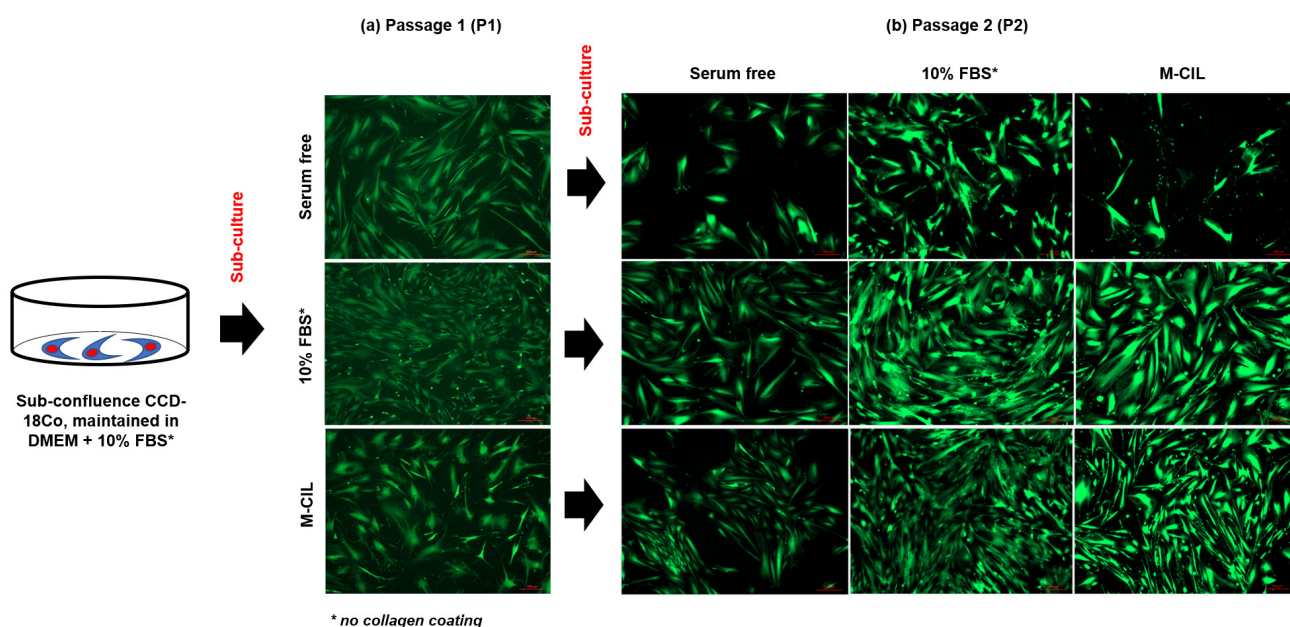 (a) Passage 1 (P1)
(b) Passage 2 (P2)
Serum free
10% FBS*
M-CIL
Sub-culture
Sub-culture
Serum free
10% FBS*
M-CIL
Sub-confluence CCD-
18Co, maintained in
DMEM + 10% FBS*
* no collagen coating